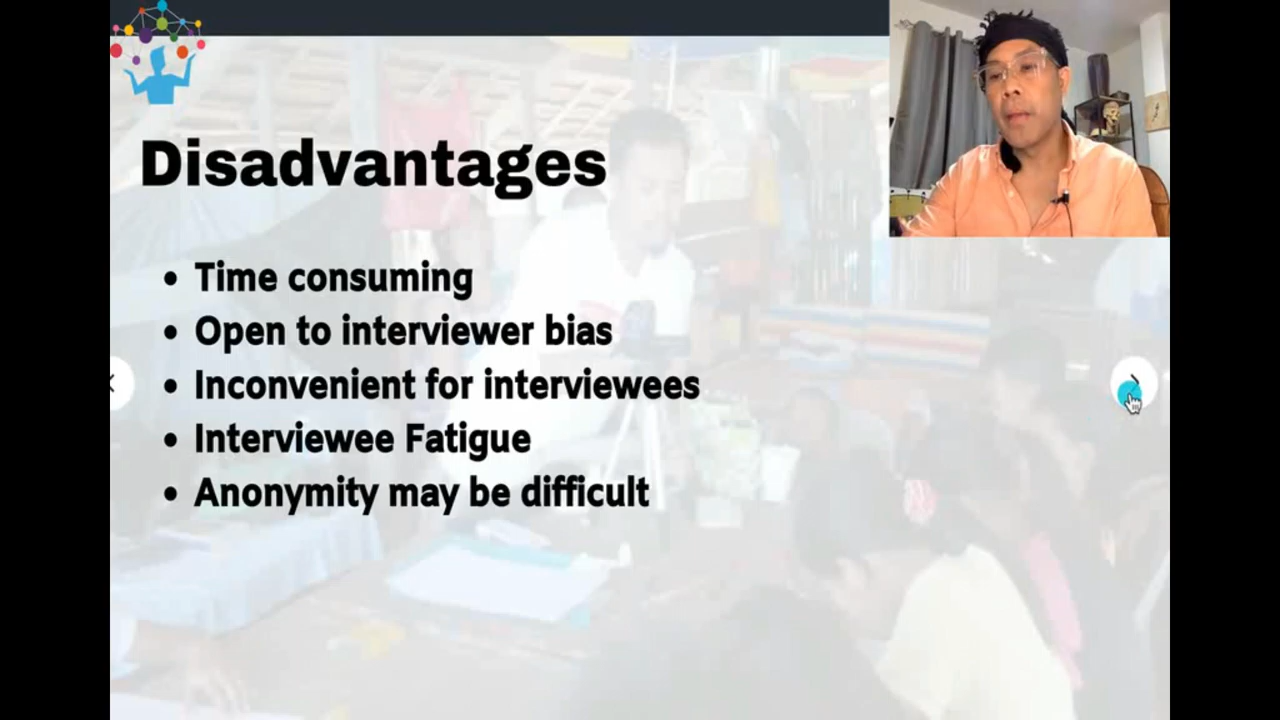 Disadvantages
• Time consuming
• Open to interviewer bias
• Inconvenient for interviewees
• Interviewee Fatigue
• Anonymity may be difficult